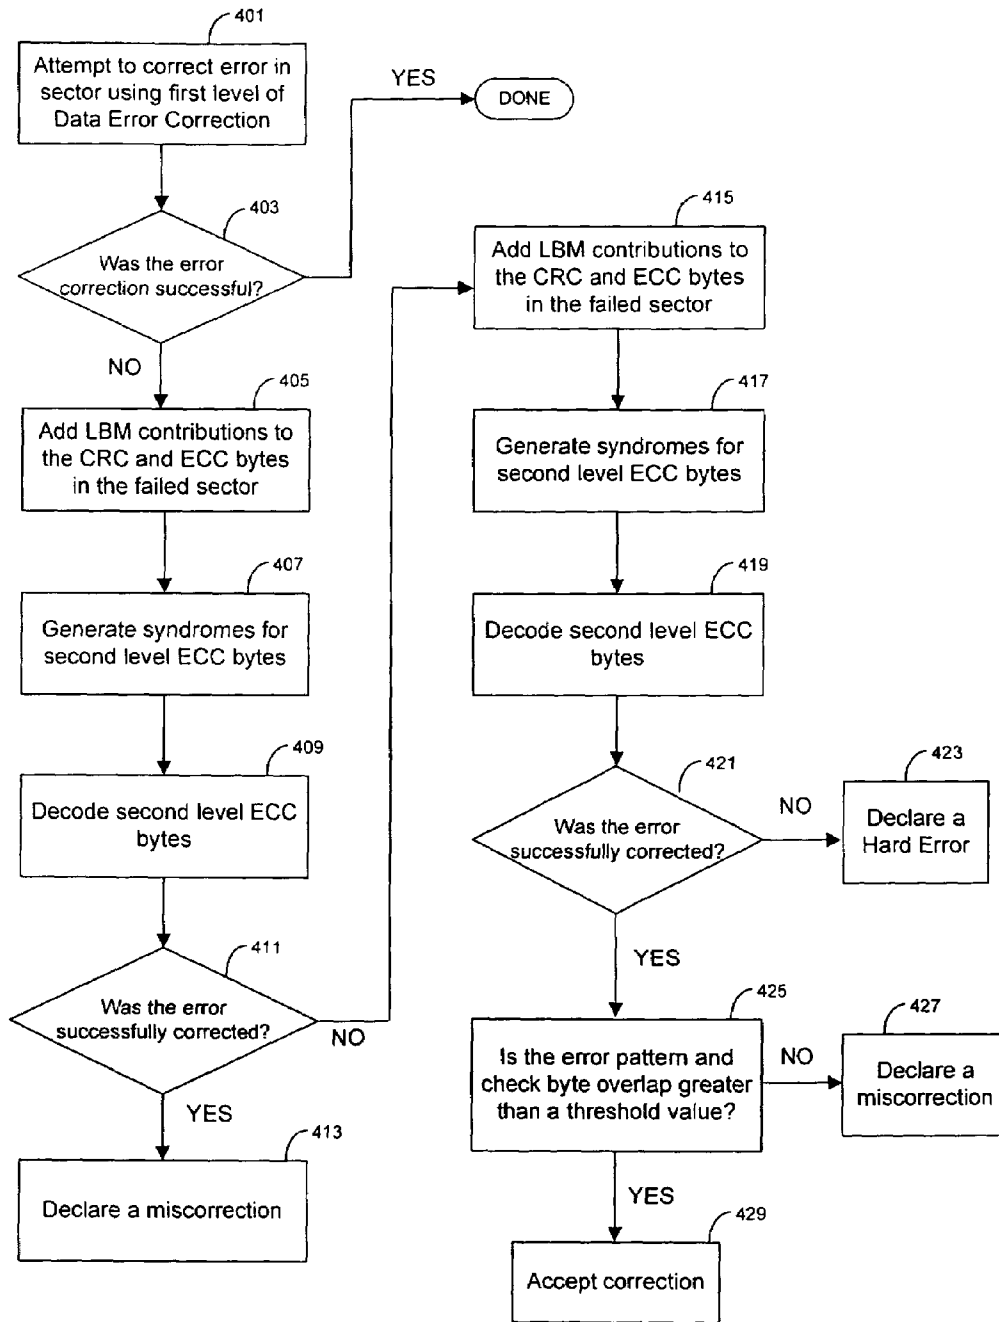 401
Attempt to correct error in
sector using first level of
Data Error Correction
YES
DONE
403
Was the error
correction successful?
NO
405
Add LBM contributions to
the CRC and ECC bytes
in the failed sector
407
Generate syndromes for
second level ECC bytes
409
Decode second level ECC
bytes
411
Was the error
successfully corrected?
NO
YES
413
Declare a miscorrection
415
Add LBM contributions to
the CRC and ECC bytes
in the failed sector
417
Generate syndromes for
second level ECC bytes
419
Decode second level ECC
bytes
421
Was the error
successfully corrected?
NO
423
Declare a
Hard Error
YES
425
Is the error pattern and
check byte overlap greater
than a threshold value?
NO
427
Declare a
miscorrection
YES
429
Accept correction